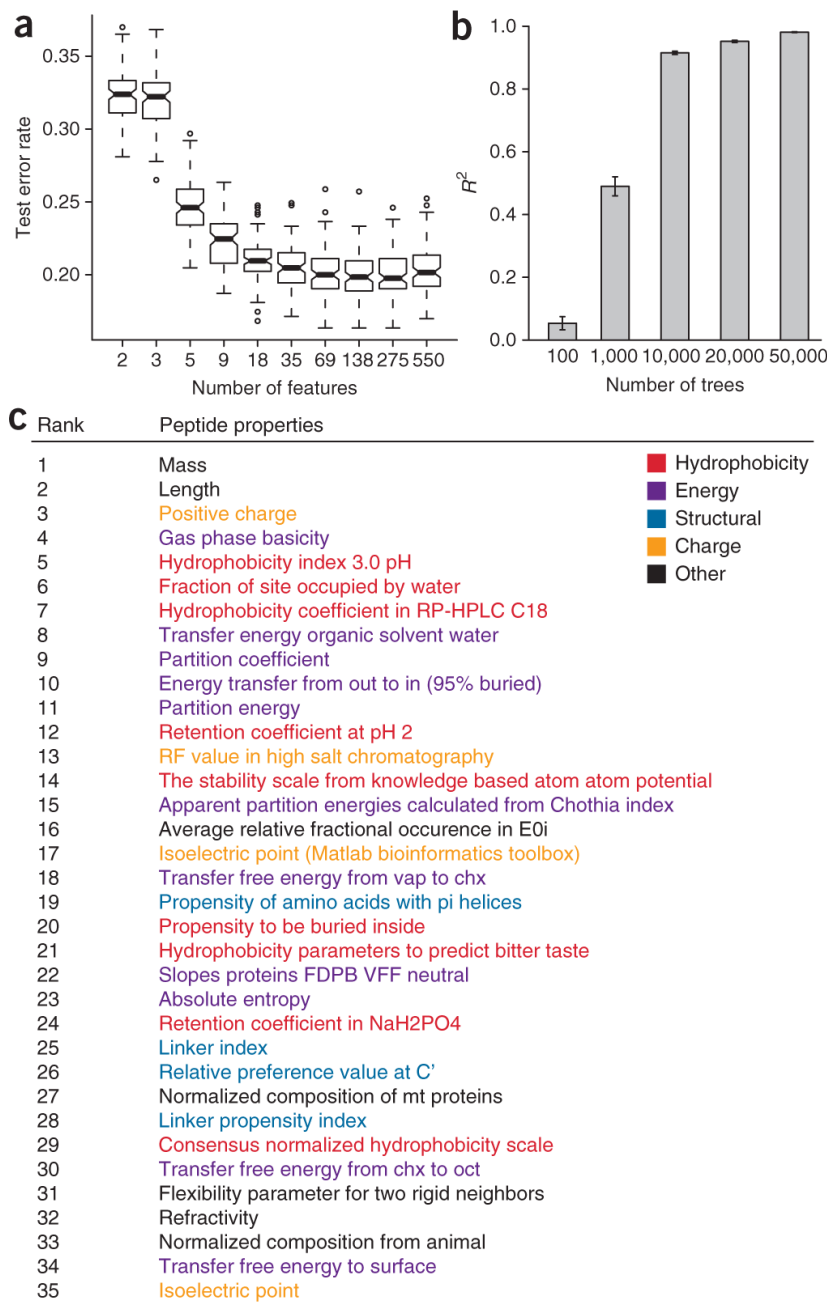 a
0.35
0.30
0.25
0.20
Test error rate
2 3 5 9 18 35 69 138 275 550
Number of features
b
1.0
0.8
0.6
0.4
0.2
0.0
R²
100 1,000 10,000 20,000 50,000
Number of trees
c
Rank Peptide properties
1 Mass
2 Length
3 Positive charge
4 Gas phase basicity
5 Hydrophobicity index 3.0 pH
6 Fraction of site occupied by water
7 Hydrophobicity coefficient in RP-HPLC C18
8 Transfer energy organic solvent water
9 Partition coefficient
10 Energy transfer from out to in (95% buried)
11 Partition energy
12 Retention coefficient at pH 2
13 RF value in high salt chromatography
14 The stability scale from knowledge based atom atom potential
15 Apparent partition energies calculated from Chothia index
16 Average relative fractional occurence in E0i
17 Isoelectric point (Matlab bioinformatics toolbox)
18 Transfer free energy from vap to chx
19 Propensity of amino acids with pi helices
20 Propensity to be buried inside
21 Hydrophobicity parameters to predict bitter taste
22 Slopes proteins FDPB VFF neutral
23 Absolute entropy
24 Retention coefficient in NaH2PO4
25 Linker index
26 Relative preference value at C’
27 Normalized composition of mt proteins
28 Linker propensity index
29 Consensus normalized hydrophobicity scale
30 Transfer free energy from chx to oct
31 Flexibility parameter for two rigid neighbors
32 Refractivity
33 Normalized composition from animal
34 Transfer free energy to surface
35 Isoelectric point
Hydrophobicity
Energy
Structural
Charge
Other